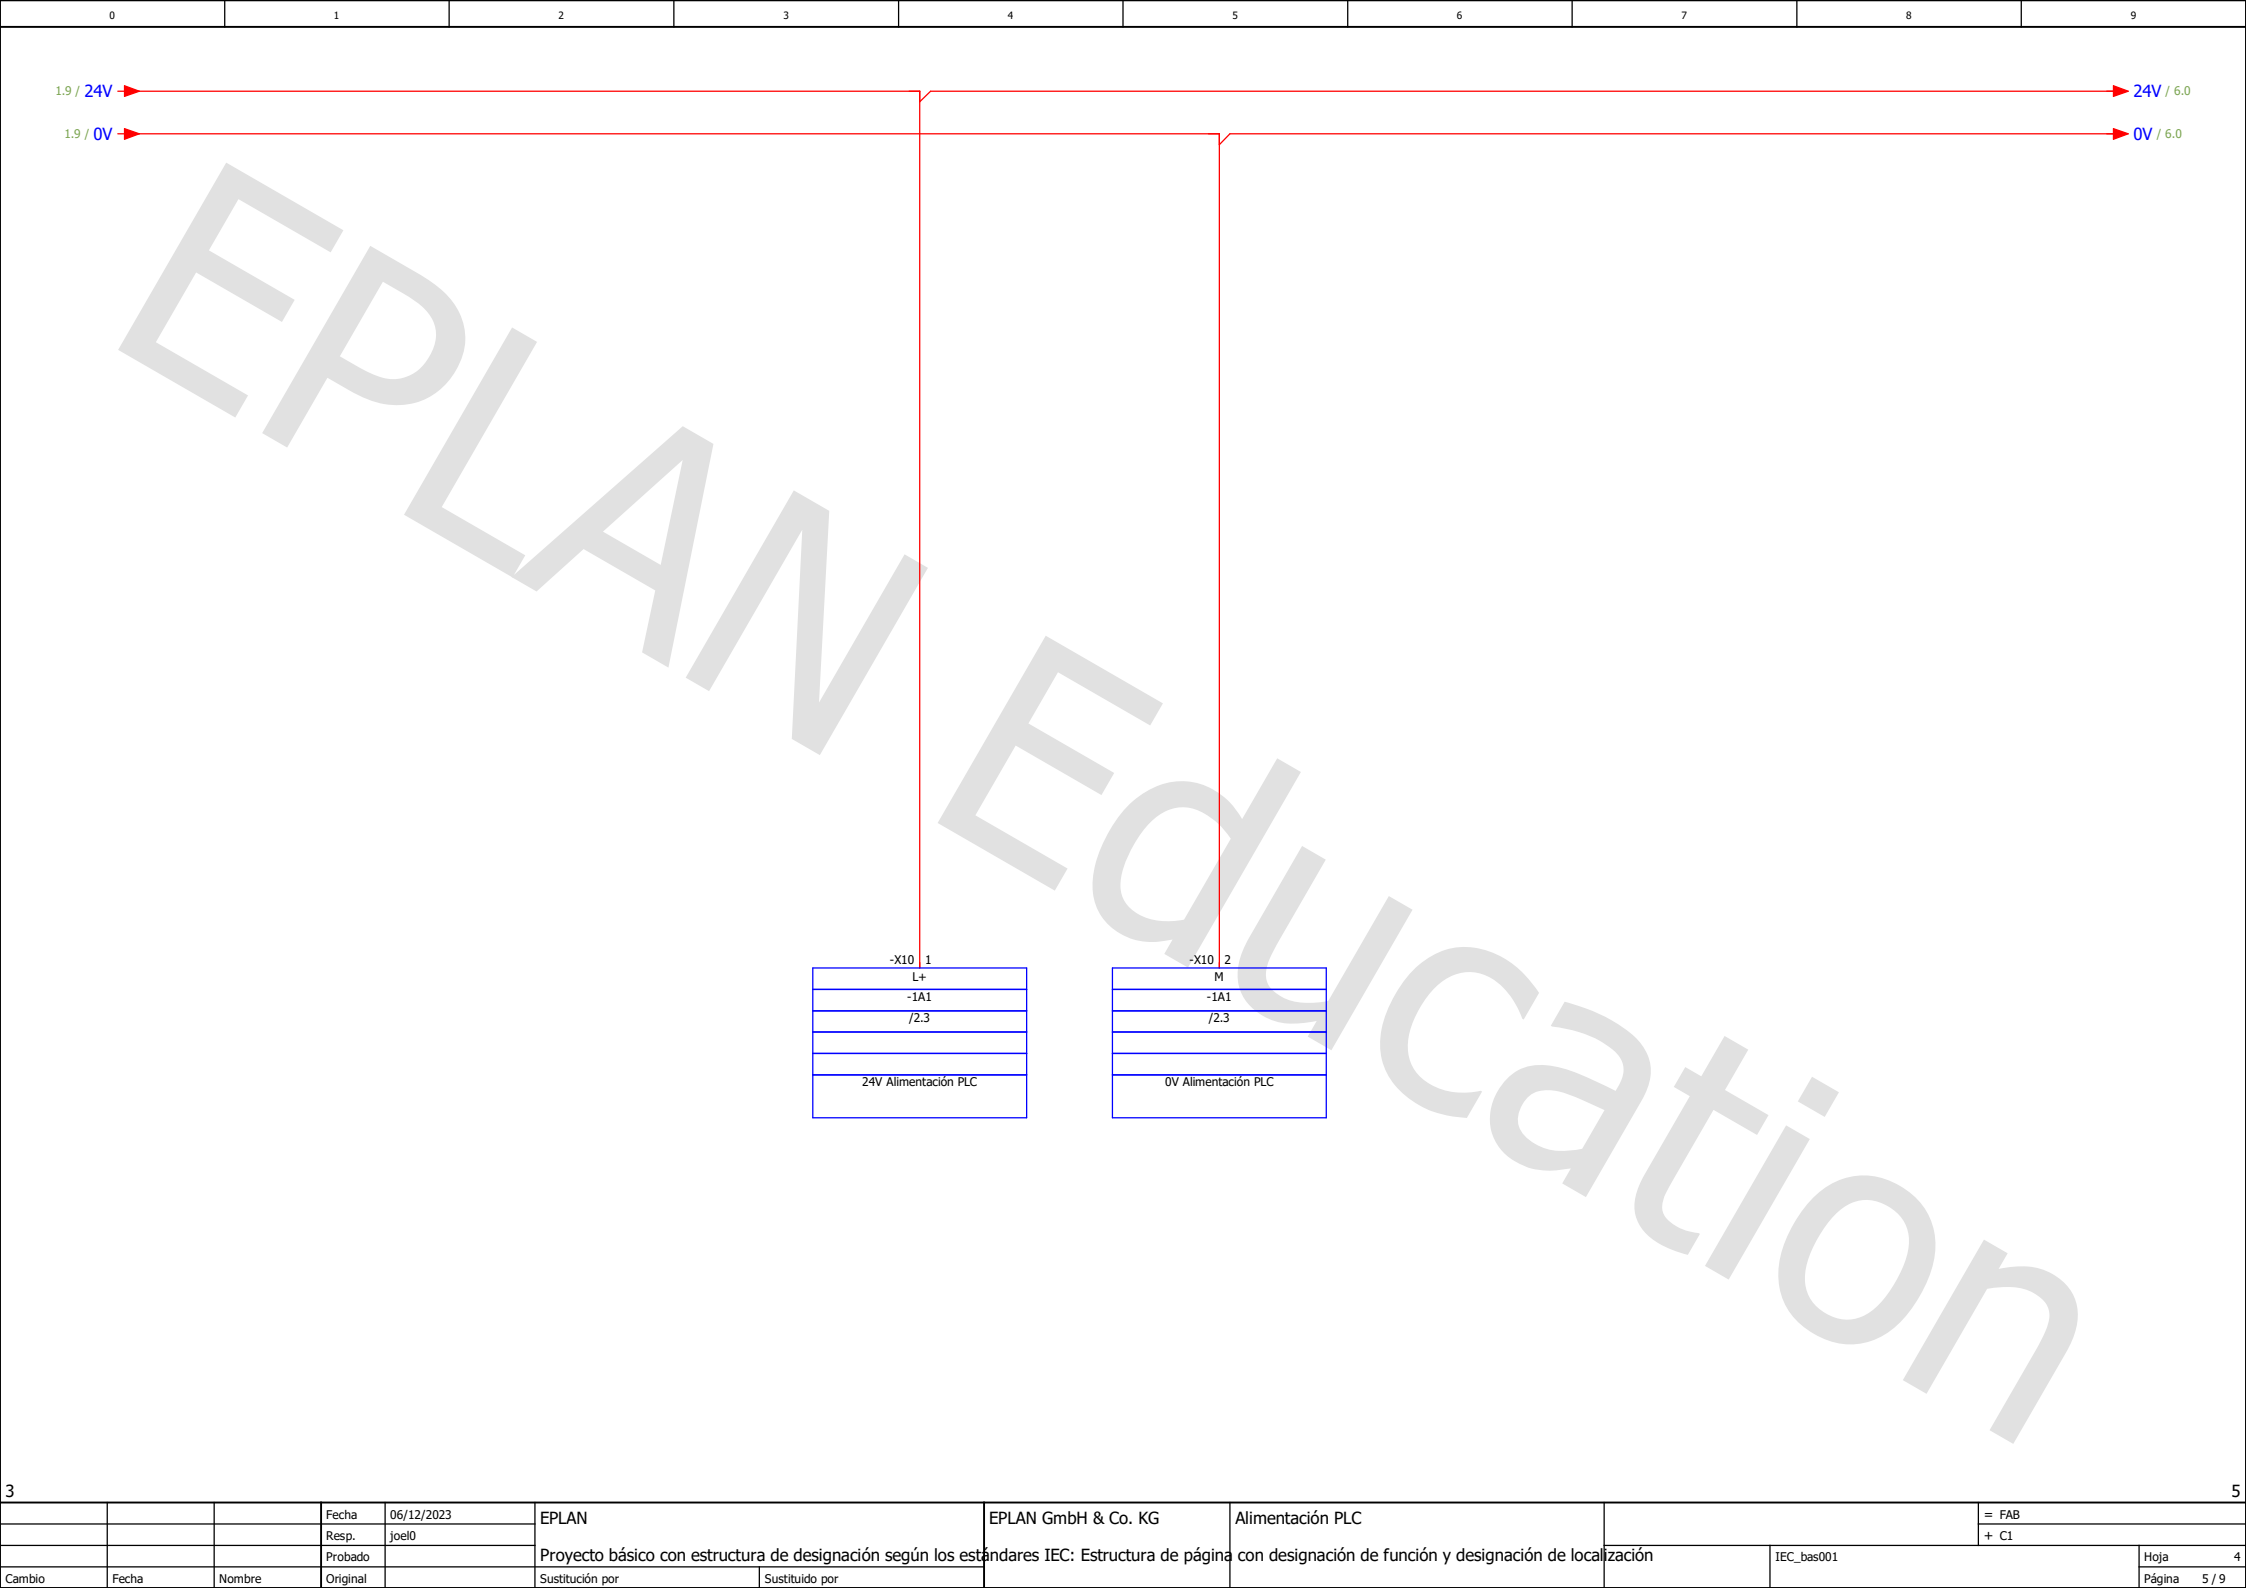 0 1 2 3 4 5 6 7 8 9
1.9 / 24V 24V / 6.0
1.9 / 0V 0V / 6.0
EPLAN Education
-X10 1 -X10 2
L+ M
-1A1 -1A1
/2.3 /2.3
24V Alimentación PLC 0V Alimentación PLC
3 5
Fecha 06/12/2023 EPLAN EPLAN GmbH & Co. KG Alimentación PLC = FAB
Resp. joel0 + C1
Probado Proyecto básico con estructura de designación según los estándares IEC: Estructura de página con designación de función y designación de localización IEC_bas001 Hoja 4
Cambio Fecha Nombre Original Sustitución por Sustituido por Página 5 / 9